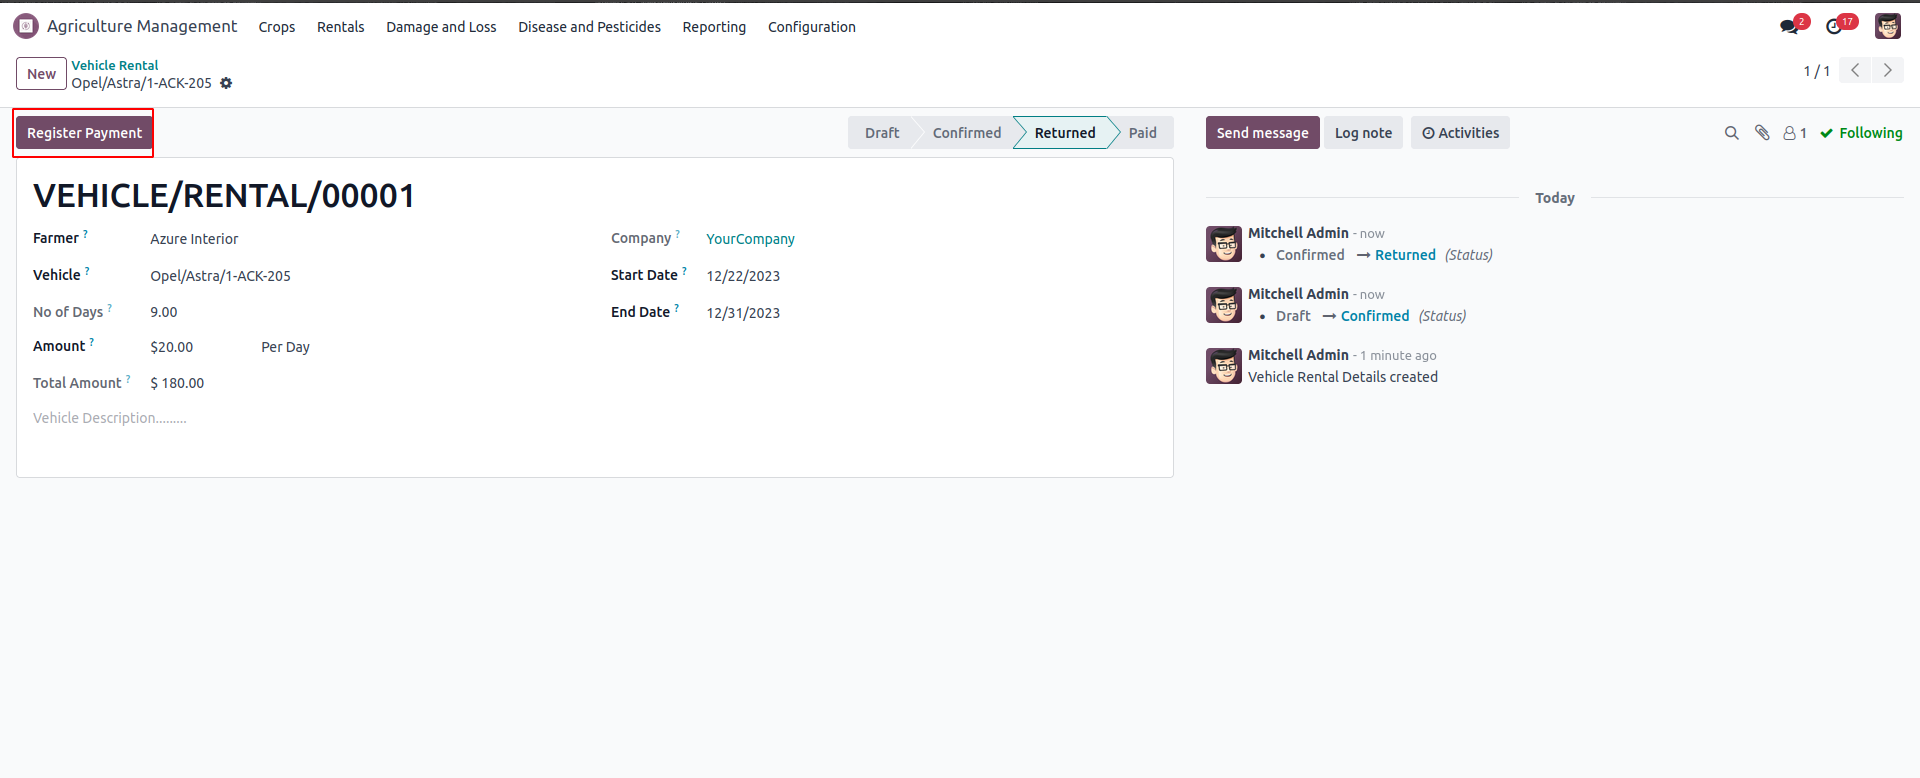 Agriculture Management Crops Rentals Damage and Loss Disease and Pesticides Reporting Configuration 2 17
New Vehicle Rental
Opel/Astra/1-ACK-205 1 / 1
Register Payment Draft Confirmed Returned Paid Send message Log note Activities 1 Following
VEHICLE/RENTAL/00001
Farmer ? Azure Interior Company ? YourCompany
Vehicle ? Opel/Astra/1-ACK-205 Start Date ? 12/22/2023
No of Days ? 9.00 End Date ? 12/31/2023
Amount ? $20.00 Per Day
Total Amount ? $ 180.00
Vehicle Description.........
Today
Mitchell Admin - now
• Confirmed → Returned (Status)
Mitchell Admin - now
• Draft → Confirmed (Status)
Mitchell Admin - 1 minute ago
Vehicle Rental Details created